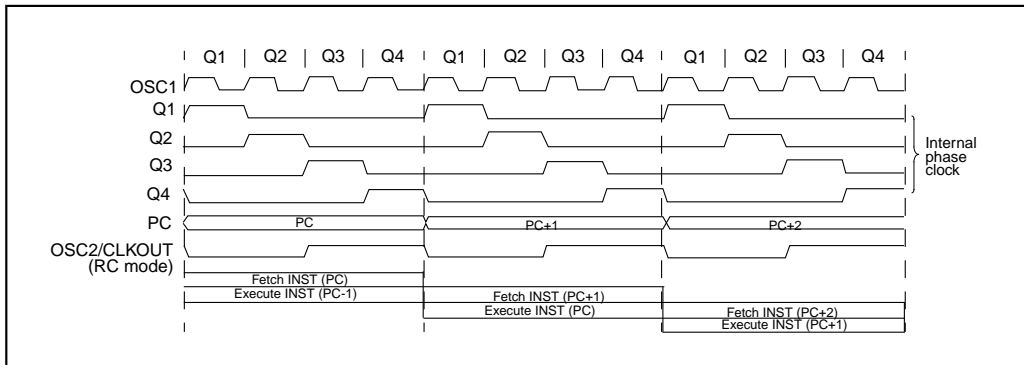 Q1 Q2 Q3 Q4 Q1 Q2 Q3 Q4 Q1 Q2 Q3 Q4
OSC1
Q1
Q2
Q3
Q4
PC
OSC2/CLKOUT
(RC mode)
PC PC+1 PC+2
Internal
phase
clock
Fetch INST (PC)
Execute INST (PC-1) Fetch INST (PC+1)
Execute INST (PC) Fetch INST (PC+2)
Execute INST (PC+1)